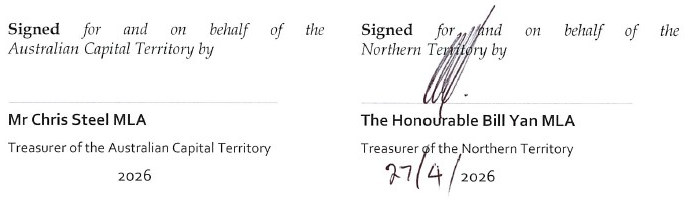 Signed for and on behalf of the
Australian Capital Territory by
Mr Chris Steel MLA
Treasurer of the Australian Capital Territory
2026
Signed for and on behalf of the
Northern Territory by
The Honourable Bill Yan MLA
Treasurer of the Northern Territory
27/4/2026